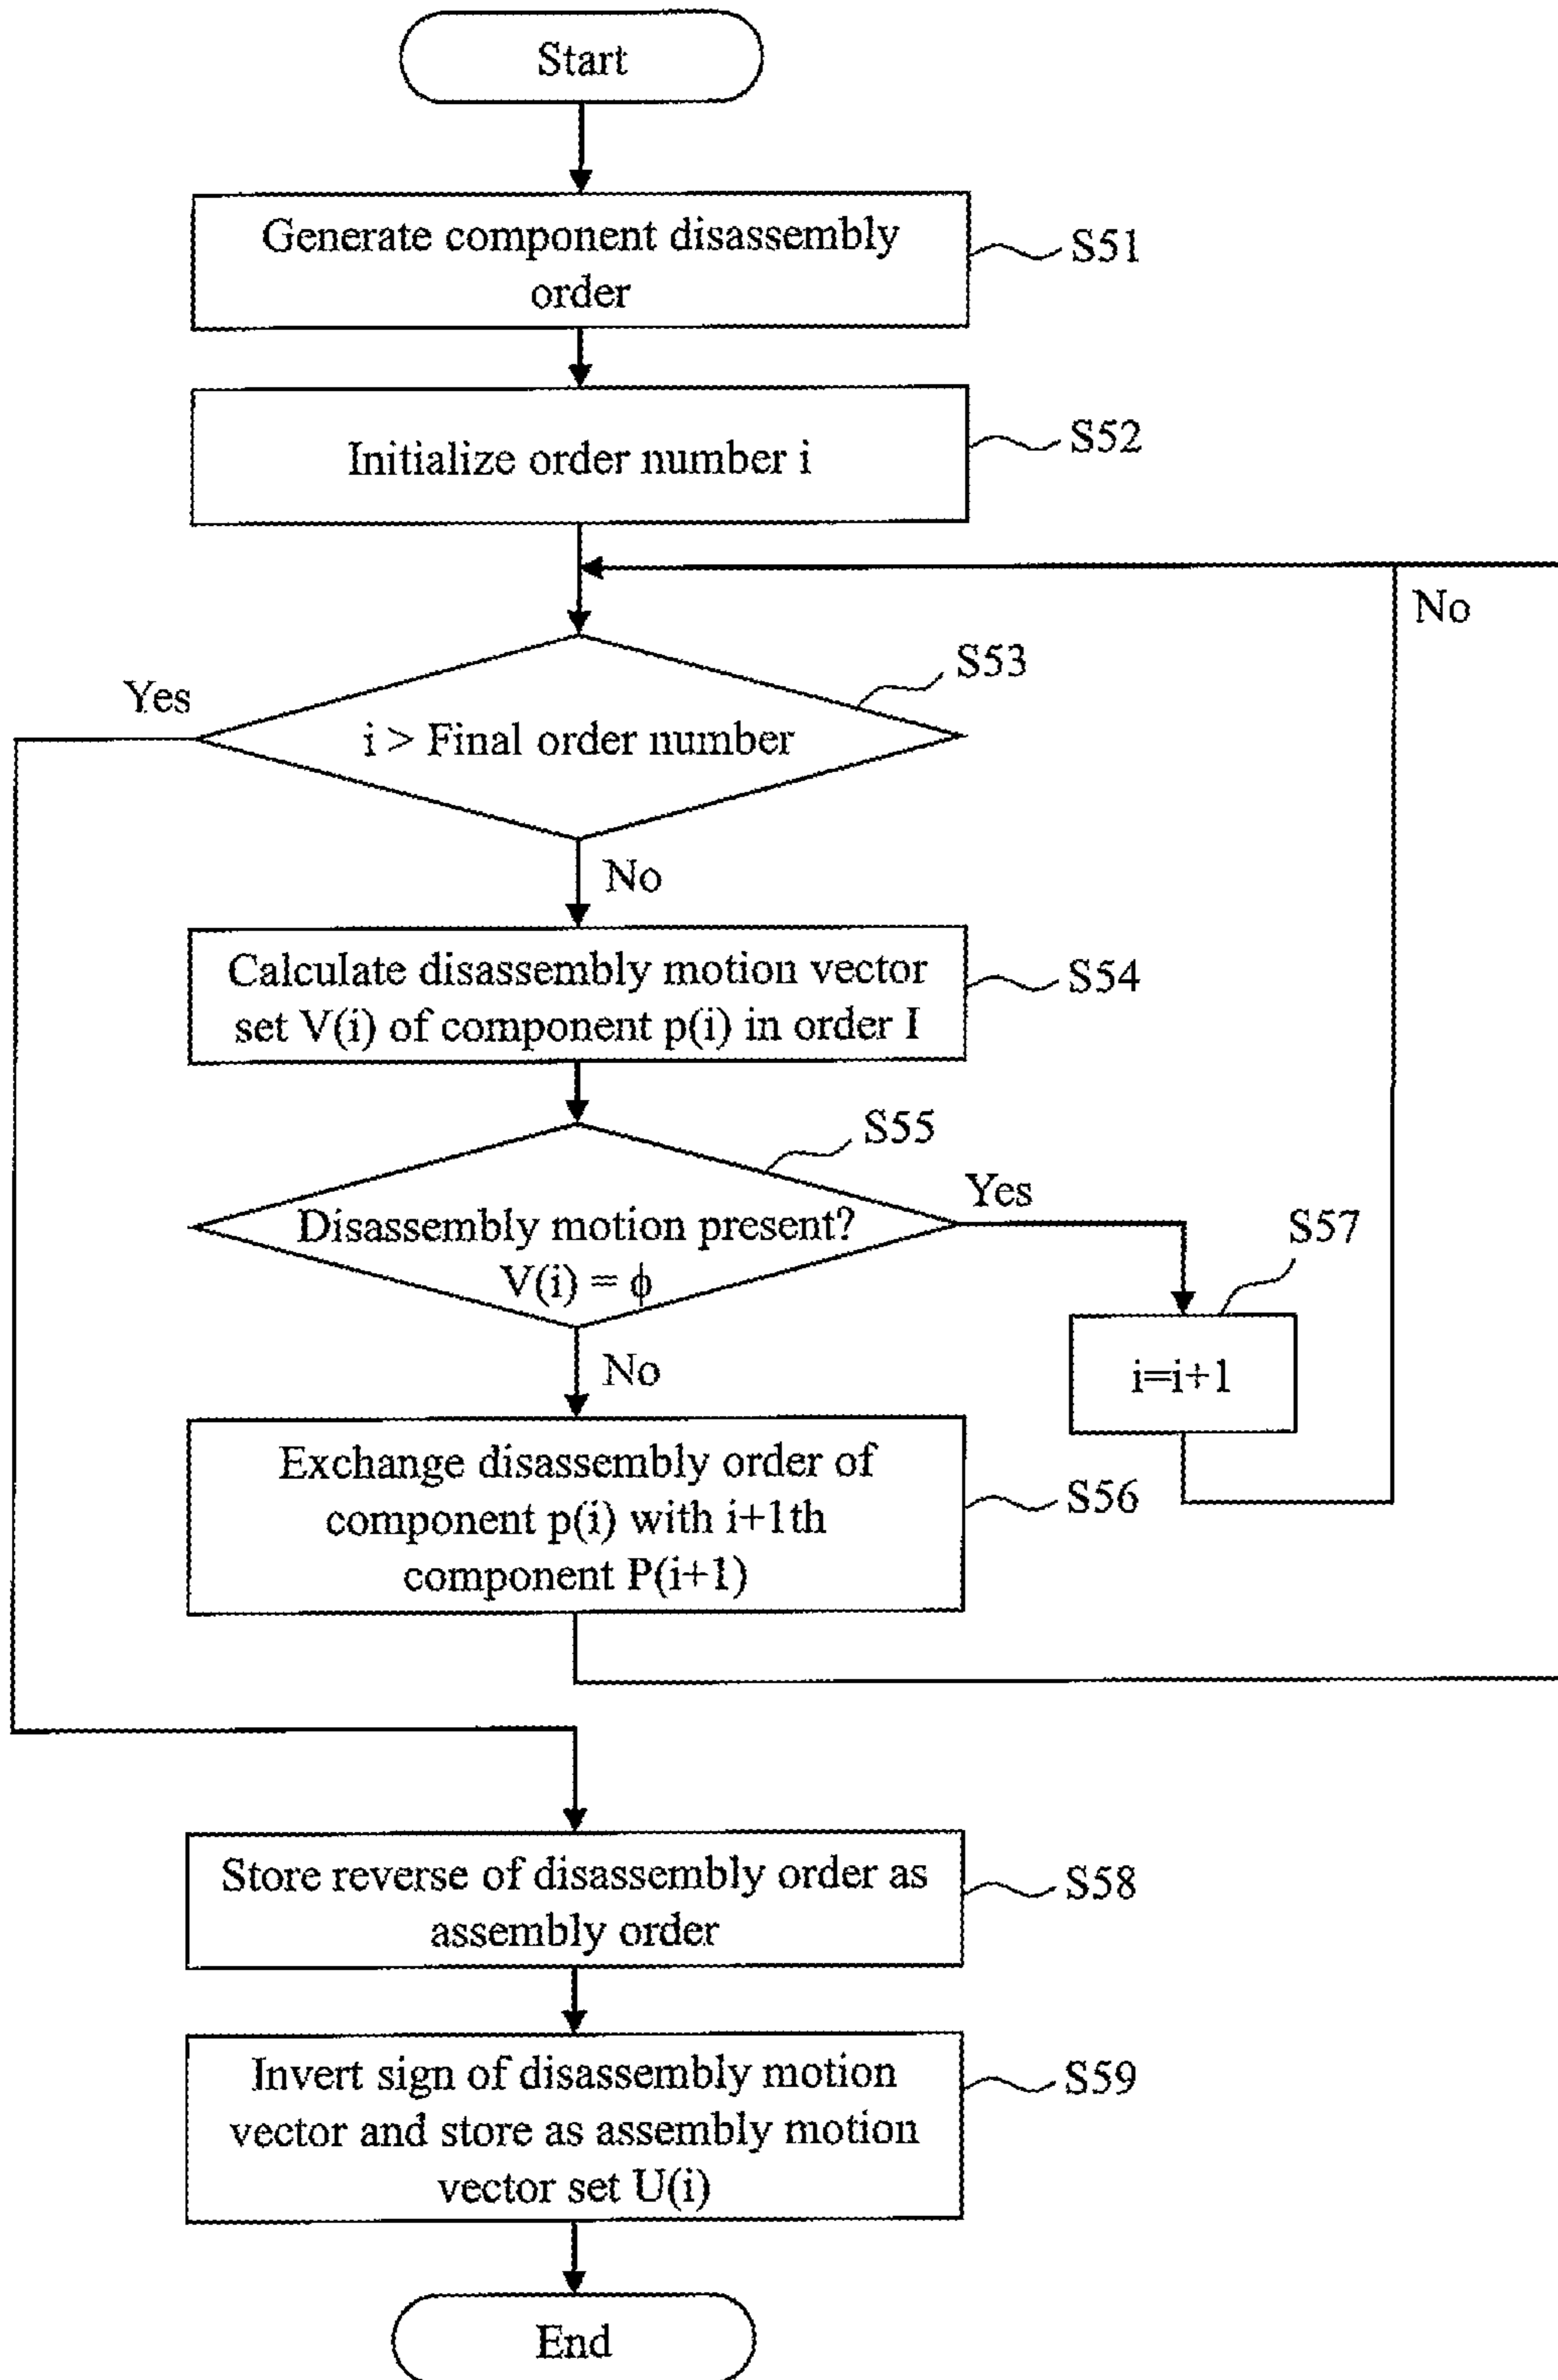 Start
Generate component disassembly
order
S51
Initialize order number i
S52
No
S53
Yes
i > Final order number
No
Calculate disassembly motion vector
set V(i) of component p(i) in order I
S54
S55
Yes
Disassembly motion present?
V(i) = ϕ
S57
No
i=i+1
Exchange disassembly order of
component p(i) with i+1th
component P(i+1)
S56
Store reverse of disassembly order as
assembly order
S58
Invert sign of disassembly motion
vector and store as assembly motion
vector set U(i)
S59
End